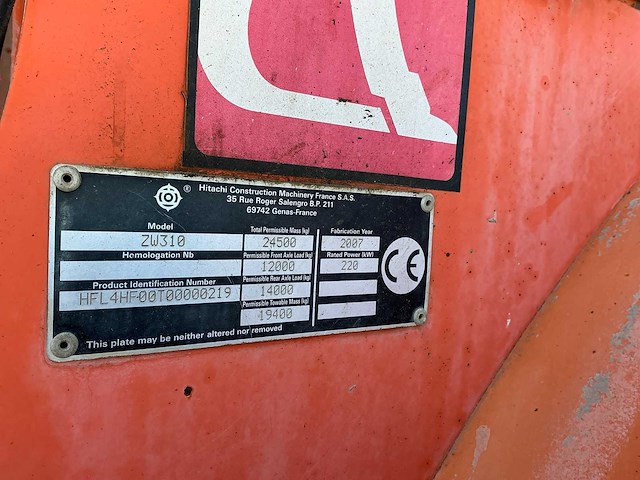 ® Hitachi Construction Machinery France S.A.S.
35 Rue Roger Salengro B.P. 211
69742 Genas-France
Model
ZW310
Homologation Nb
Product Identification Number
HFL4HF00T00000219
Total Permissible Mass (kg)
24500
Permissible Front Axle Load (kg)
12000
Permissible Rear Axle Load (kg)
14000
Permissible Towable Mass (kg)
19400
Fabrication Year
2007
Rated Power (kW)
220
CE
This plate may be neither altered nor removed